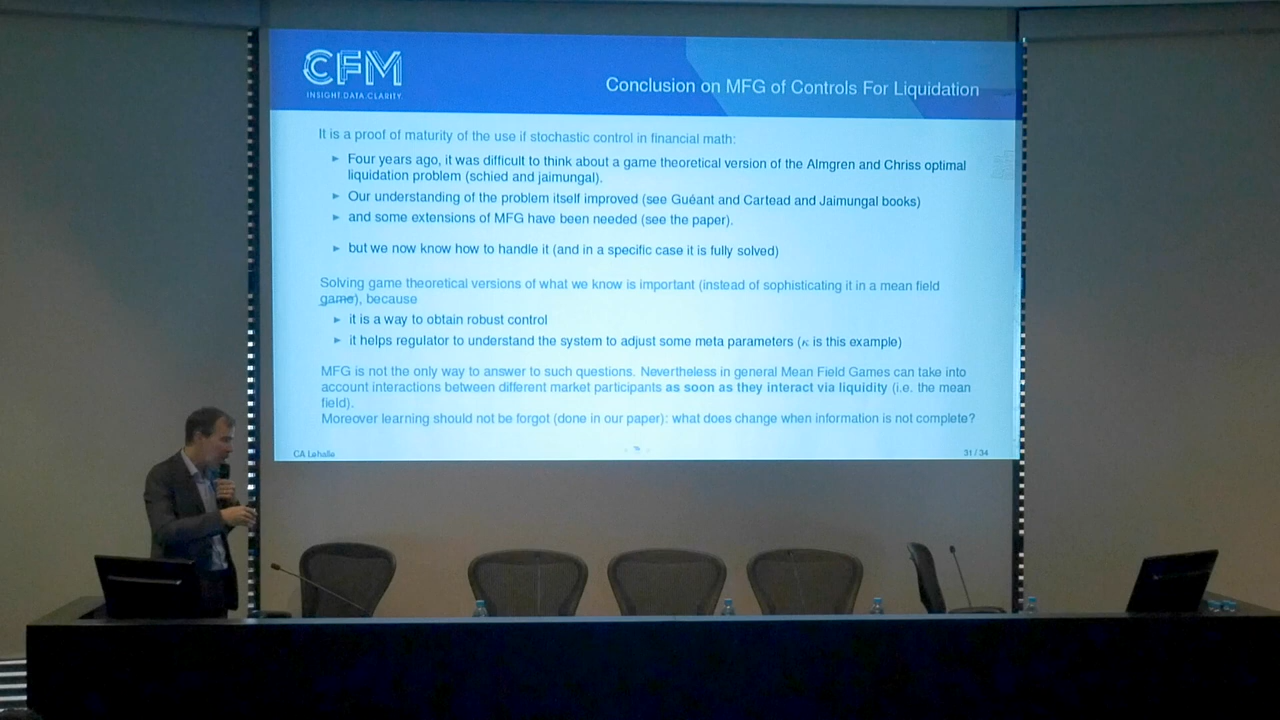 CFM
INSIGHT.DATA.CLARITY.
Conclusion on MFG of Controls For Liquidation
It is a proof of maturity of the use if stochastic control in financial math:
► Four years ago, it was difficult to think about a game theoretical version of the Almgren and Chriss optimal
liquidation problem (schied and jaimungal).
► Our understanding of the problem itself improved (see Guéant and Cartead and Jaimungal books)
► and some extensions of MFG have been needed (see the paper).
► but we now know how to handle it (and in a specific case it is fully solved)
Solving game theoretical versions of what we know is important (instead of sophisticating it in a mean field
game), because
► it is a way to obtain robust control
► it helps regulator to understand the system to adjust some meta parameters (κ is this example)
MFG is not the only way to answer to such questions. Nevertheless in general Mean Field Games can take into
account interactions between different market participants as soon as they interact via liquidity (i.e. the mean
field).
Moreover learning should not be forgot (done in our paper): what does change when information is not complete?
CA Lehalle
31 / 34